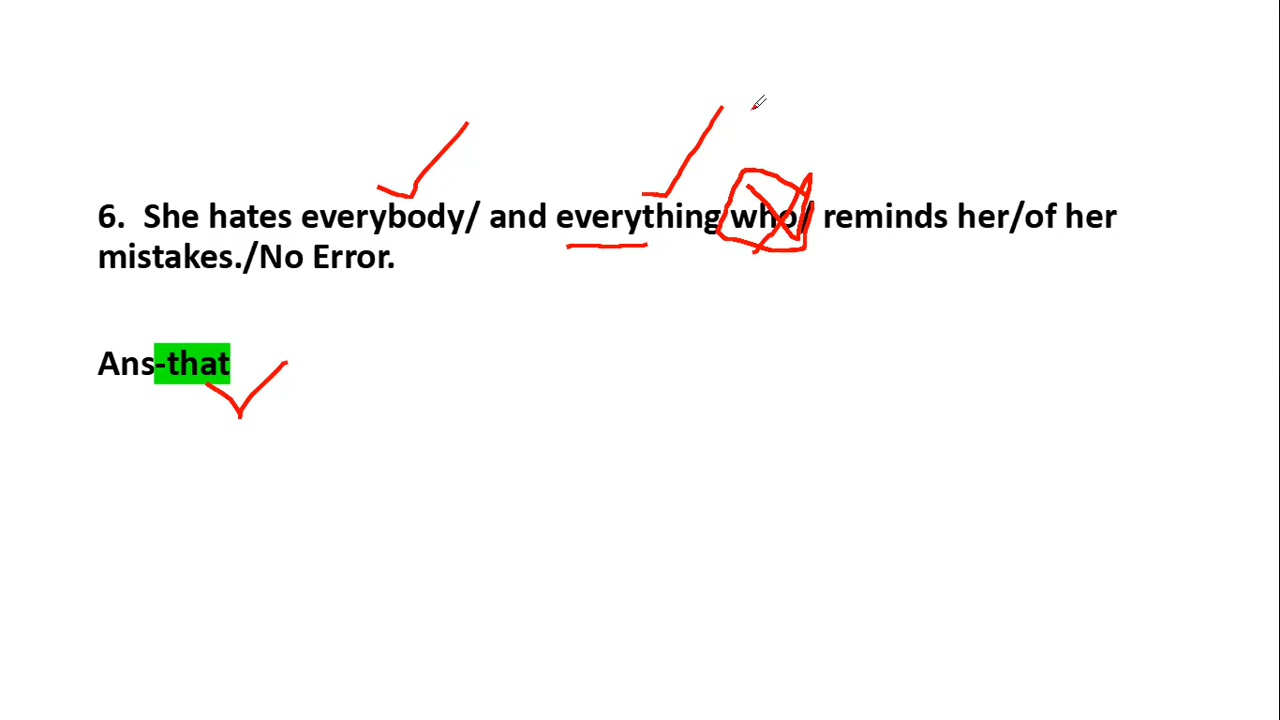 6. She hates everybody/ and everything who/ reminds her/of her
mistakes./No Error.
Ans-that